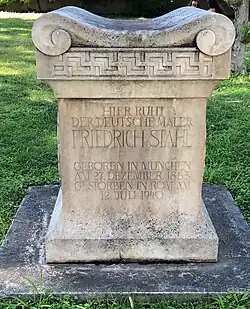 HIER RUHT
DER DEUTSCHE MALER
FRIEDRICH STAHL
GEBOREN IN MÜNCHEN
AM 27. DEZEMBER 1863
GESTORBEN IN ROM AM
12. JULI 1940